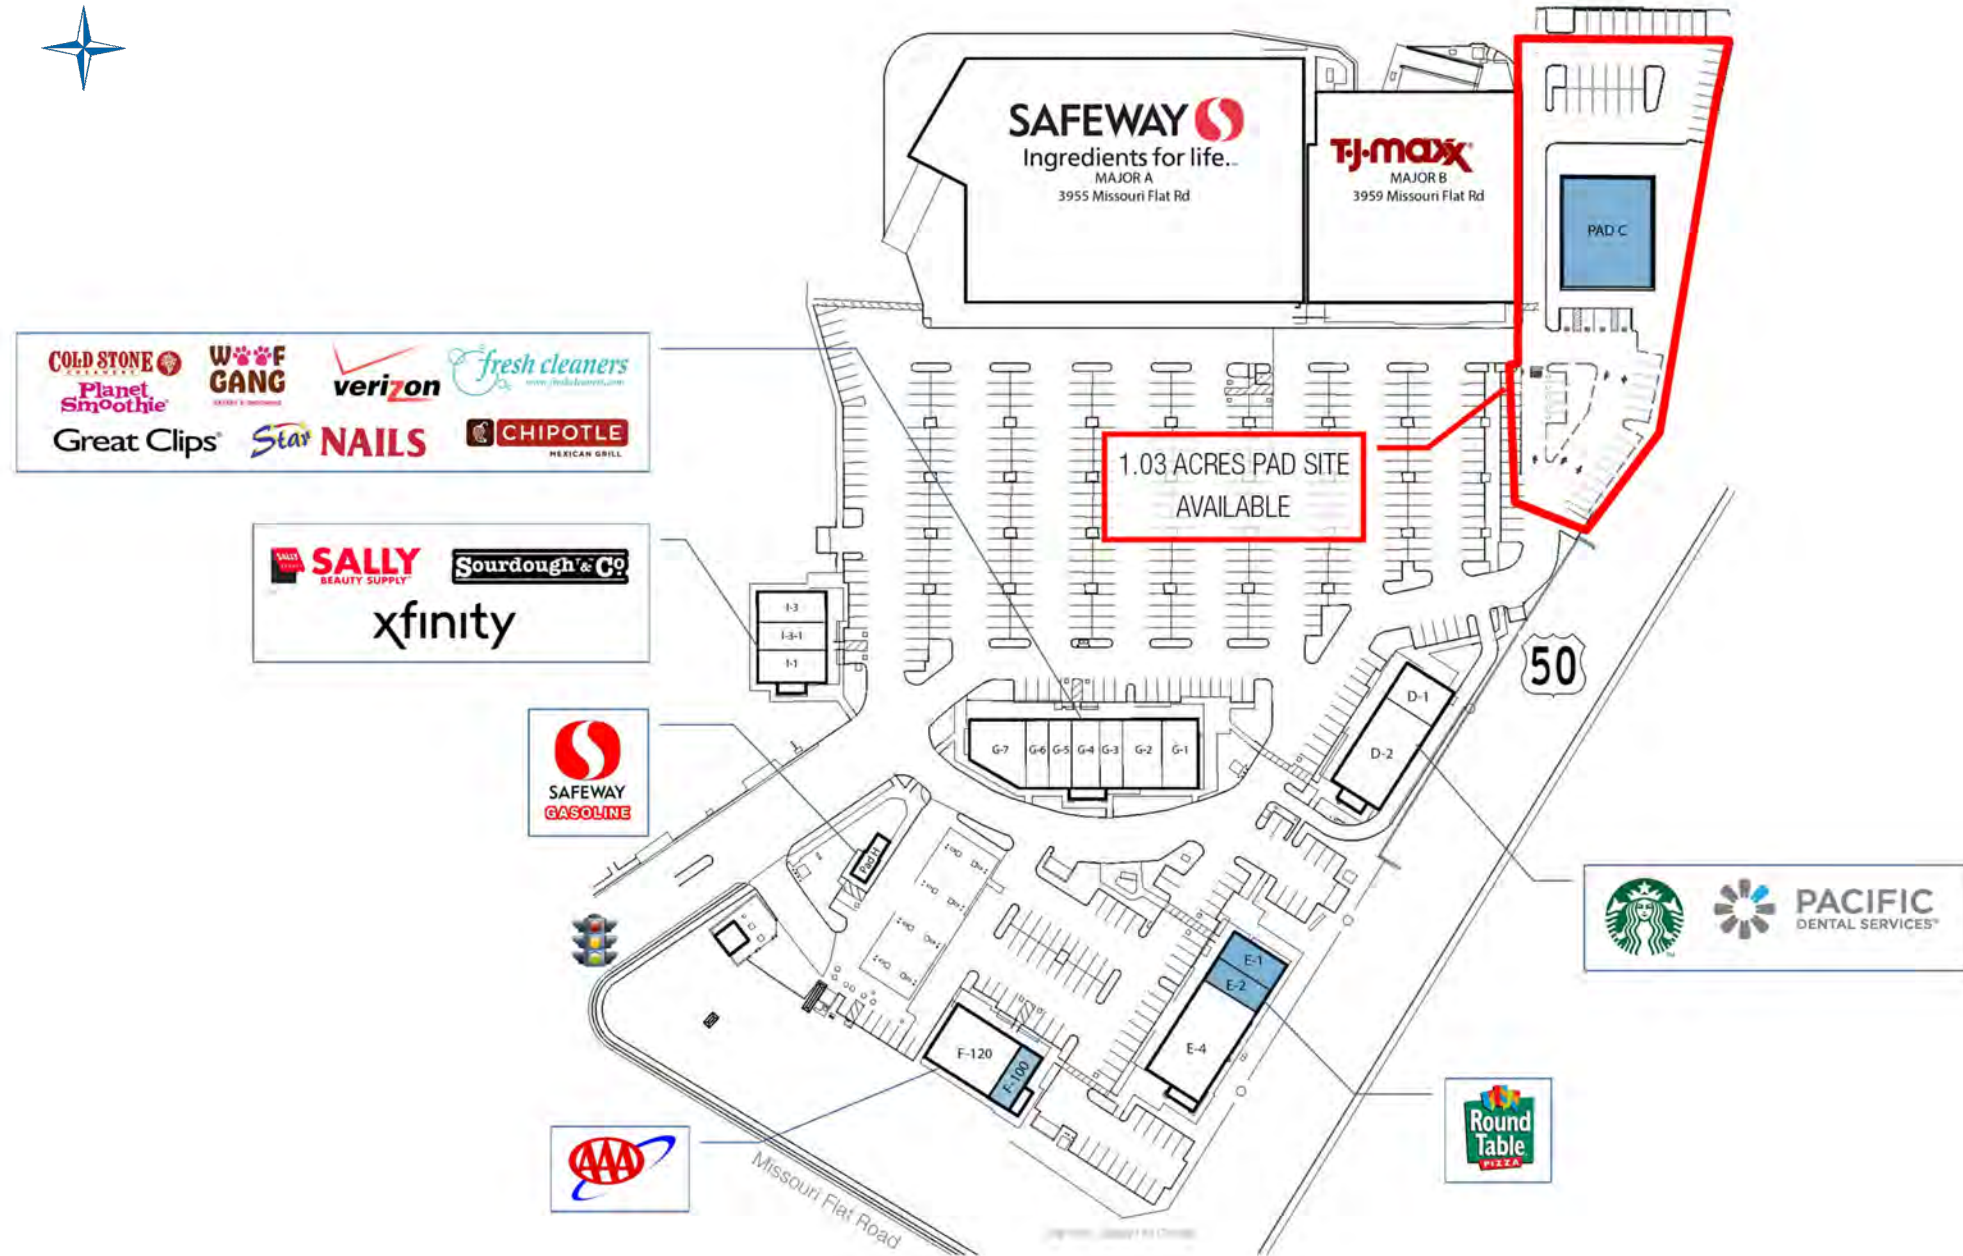 SAFEWAY
Ingredients for life..
MAJOR A
3955 Missouri Flat Rd
T·J·maxx
MAJOR B
3959 Missouri Flat Rd
PAD C
COLD STONE
CREAMERY
Planet
Smoothie
WOOF
GANG
verizon
fresh cleaners
Great Clips
Star NAILS
CHIPOTLE
MEXICAN GRILL
1.03 ACRES PAD SITE
AVAILABLE
SALLY
BEAUTY SUPPLY
Sourdough & Co
xfinity
I-3
I-3-1
I-1
50
SAFEWAY
GASOLINE
G-7
G-6
G-5
G-4
G-3
G-2
G-1
D-1
D-2
Pad H
PACIFIC
DENTAL SERVICES
E-1
E-2
E-4
F-120
F-100
Round
Table
PIZZA
AAA
Missouri Flat Road